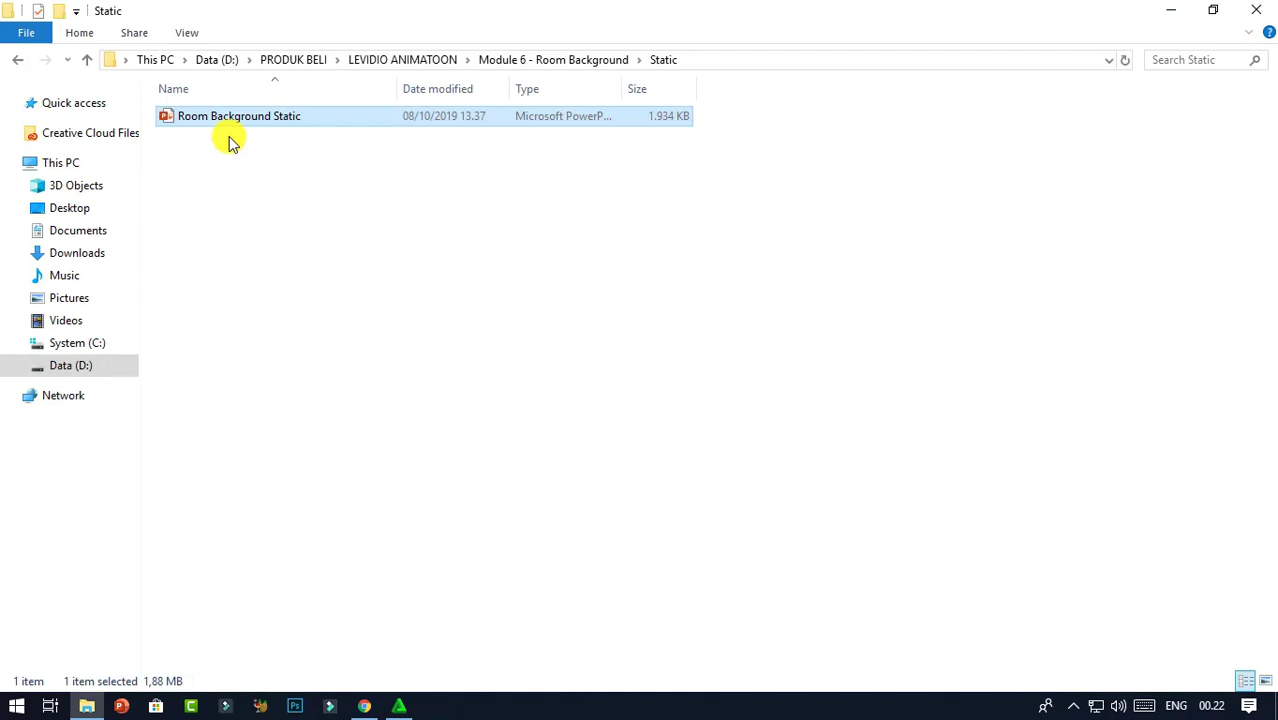 Static
File Home Share View
This PC Data (D:) PRODUK BELI LEVIDIO ANIMATOON Module 6 - Room Background Static
Search Static
Name Date modified Type Size
Room Background Static 08/10/2019 13.37 Microsoft PowerP... 1.934 KB
Quick access
Creative Cloud Files
This PC
3D Objects
Desktop
Documents
Downloads
Music
Pictures
Videos
System (C:)
Data (D:)
Network
1 item 1 item selected 1,88 MB
ENG 00.22